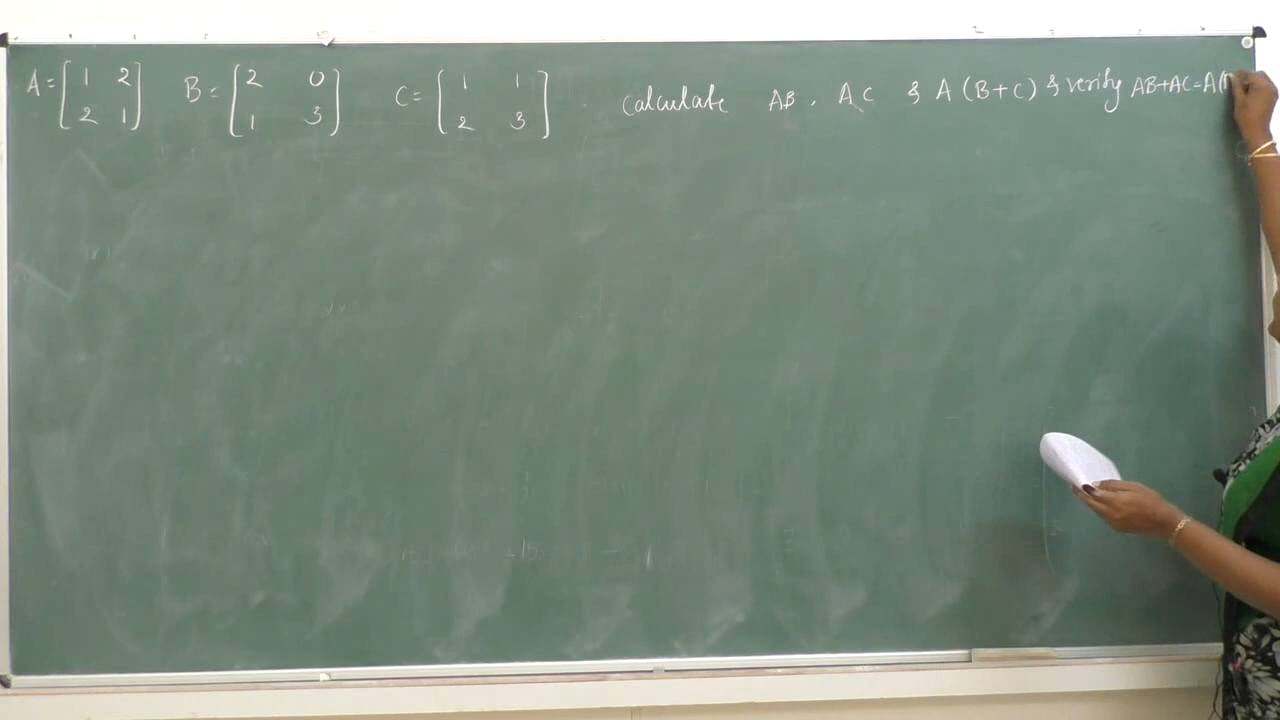 A = [ 1 2 B = [ 2 0 C = [ 1 1 calculate AB, AC & A (B+C) & verify AB+AC=A(
2 1 ] 1 3 ] 2 3 ]